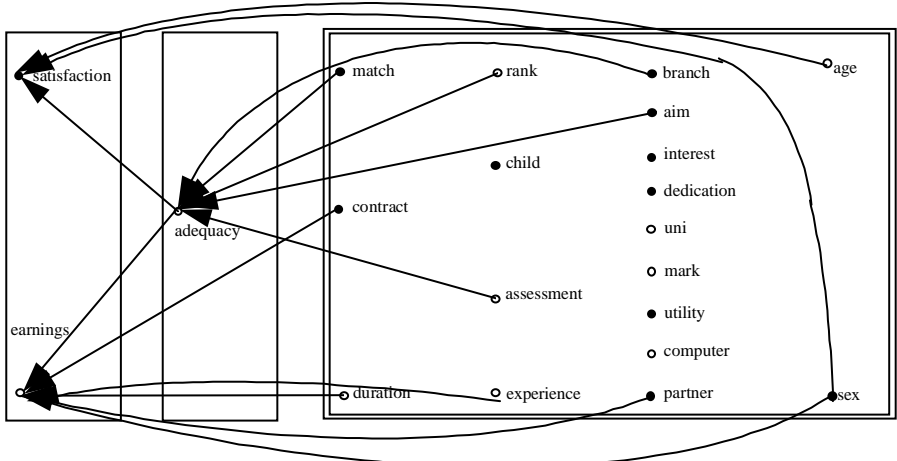 satisfaction
match
rank
branch
age
aim
child
interest
dedication
contract
adequacy
uni
mark
assessment
utility
earnings
computer
duration
experience
partner
sex